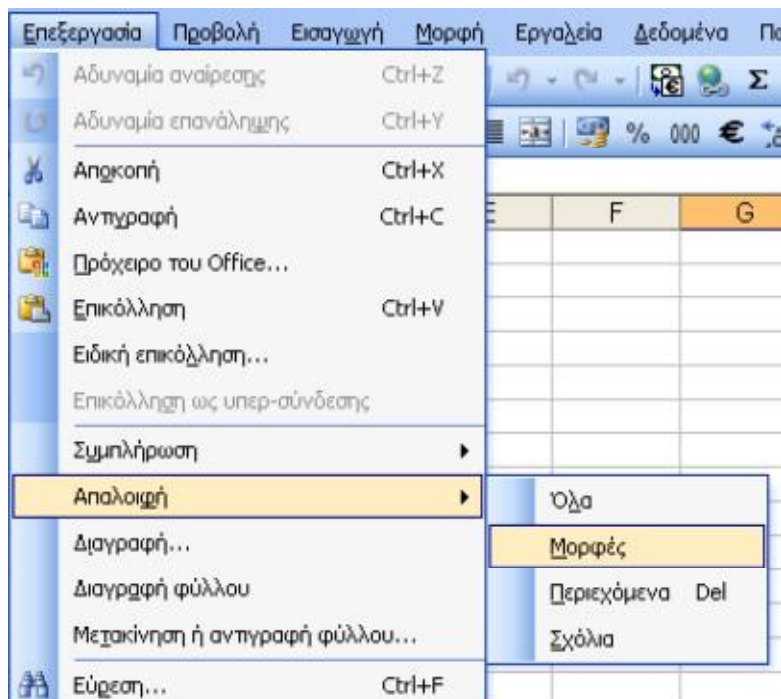 Επεξεργασία Προβολή Εισαγωγή Μορφή Εργαλεία Δεδομένα
Αδυναμία αναίρεσης Ctrl+Z
Σ
Αδυναμία επανάληψης Ctrl+Y
% 000 €
Αποκοπή Ctrl+X
Αντιγραφή Ctrl+C
E F G
Πρόχειρο του Office...
Επικόλληση Ctrl+V
Ειδική επικόλληση...
Επικόλληση ως υπερ-σύνδεσης
Συμπλήρωση
Απαλοιφή
Όλα
Διαγραφή...
Μορφές
Διαγραφή φύλλου
Περιεχόμενα Del
Μετακίνηση ή αντιγραφή φύλλου...
Σχόλια
Εύρεση... Ctrl+F